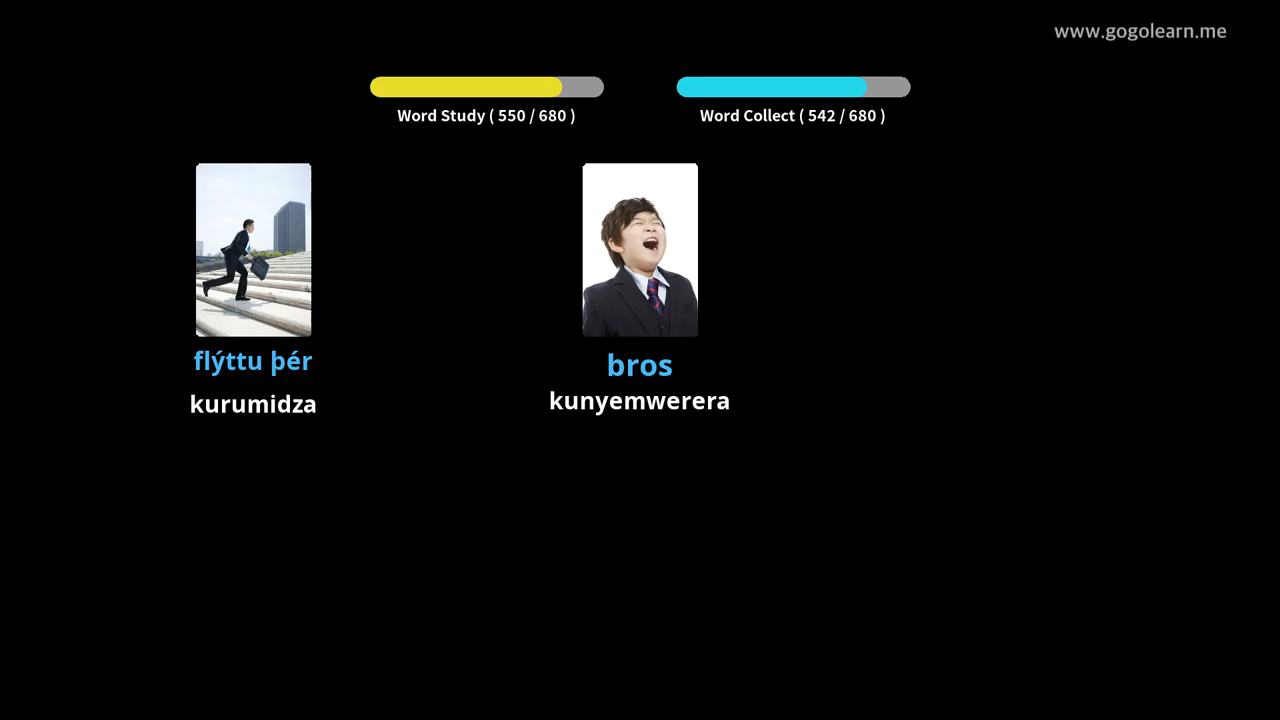 www.gogolearn.me
Word Study ( 550 / 680 )
Word Collect ( 542 / 680 )
flýttu þér
kurumidza
bros
kunyemwerera